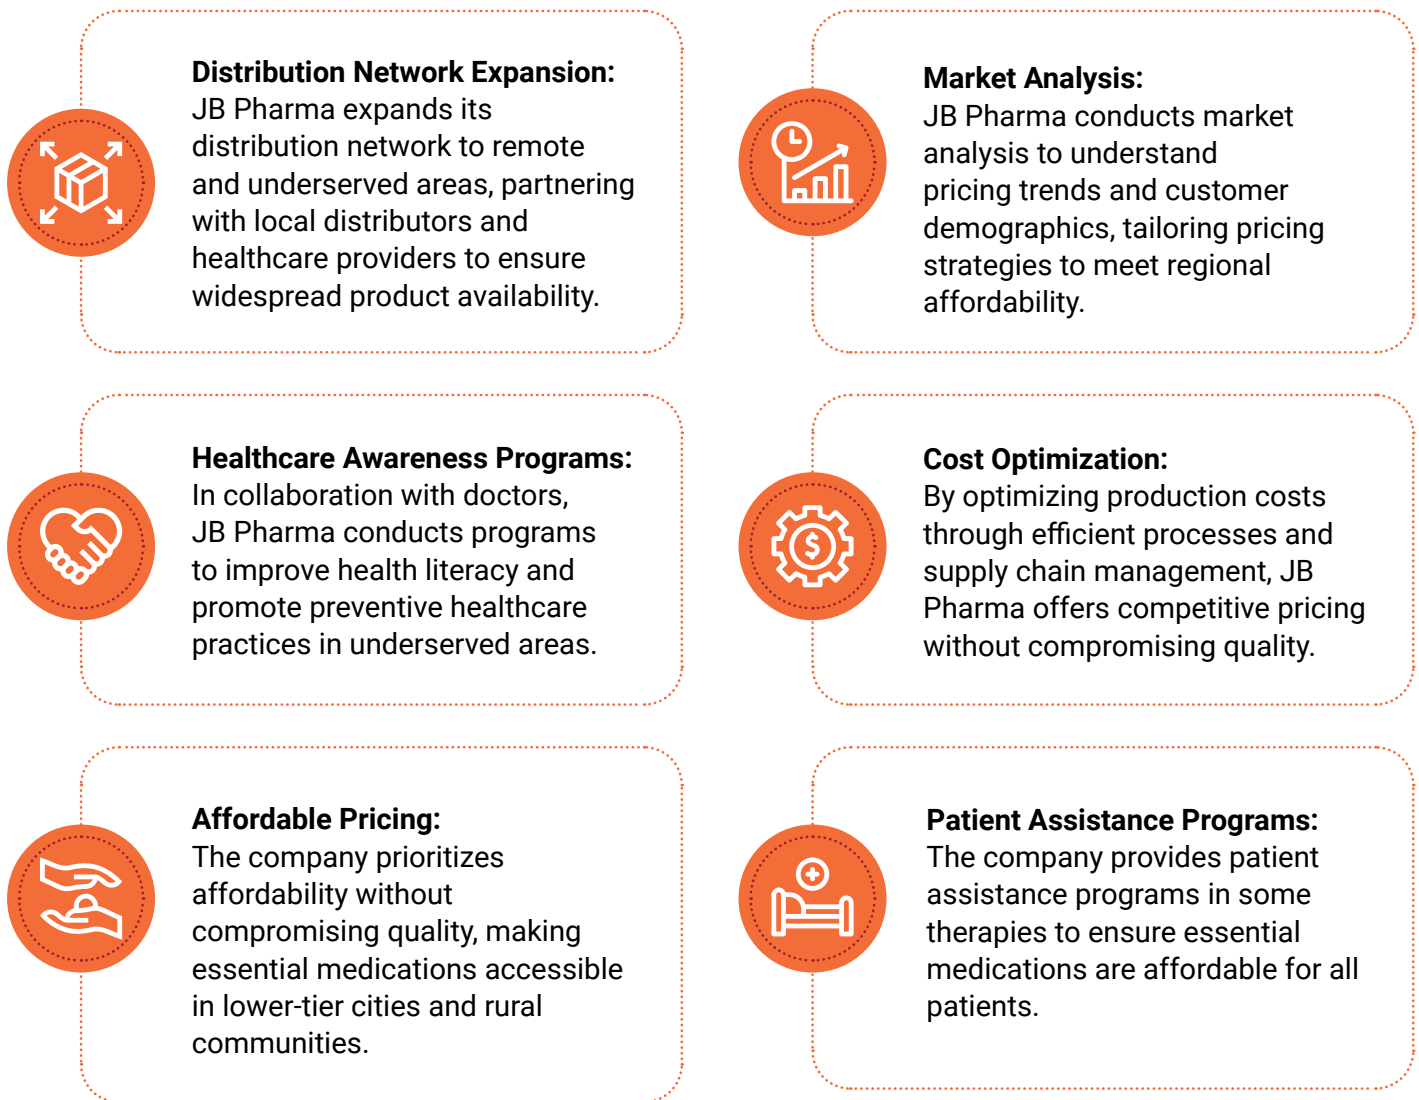 Distribution Network Expansion:
JB Pharma expands its
distribution network to remote
and underserved areas, partnering
with local distributors and
healthcare providers to ensure
widespread product availability.
Market Analysis:
JB Pharma conducts market
analysis to understand
pricing trends and customer
demographics, tailoring pricing
strategies to meet regional
affordability.
Healthcare Awareness Programs:
In collaboration with doctors,
JB Pharma conducts programs
to improve health literacy and
promote preventive healthcare
practices in underserved areas.
Cost Optimization:
By optimizing production costs
through efficient processes and
supply chain management, JB
Pharma offers competitive pricing
without compromising quality.
Affordable Pricing:
The company prioritizes
affordability without
compromising quality, making
essential medications accessible
in lower-tier cities and rural
communities.
Patient Assistance Programs:
The company provides patient
assistance programs in some
therapies to ensure essential
medications are affordable for all
patients.